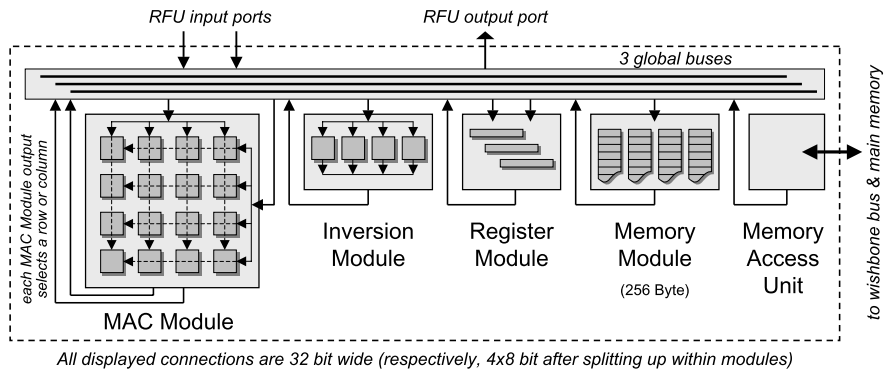 RFU input ports
RFU output port
3 global buses
each MAC Module output
selects a row or column
to wishbone bus & main memory
MAC Module
Inversion
Module
Register
Module
Memory
Module
(256 Byte)
Memory
Access
Unit
All displayed connections are 32 bit wide (respectively, 4x8 bit after splitting up within modules)